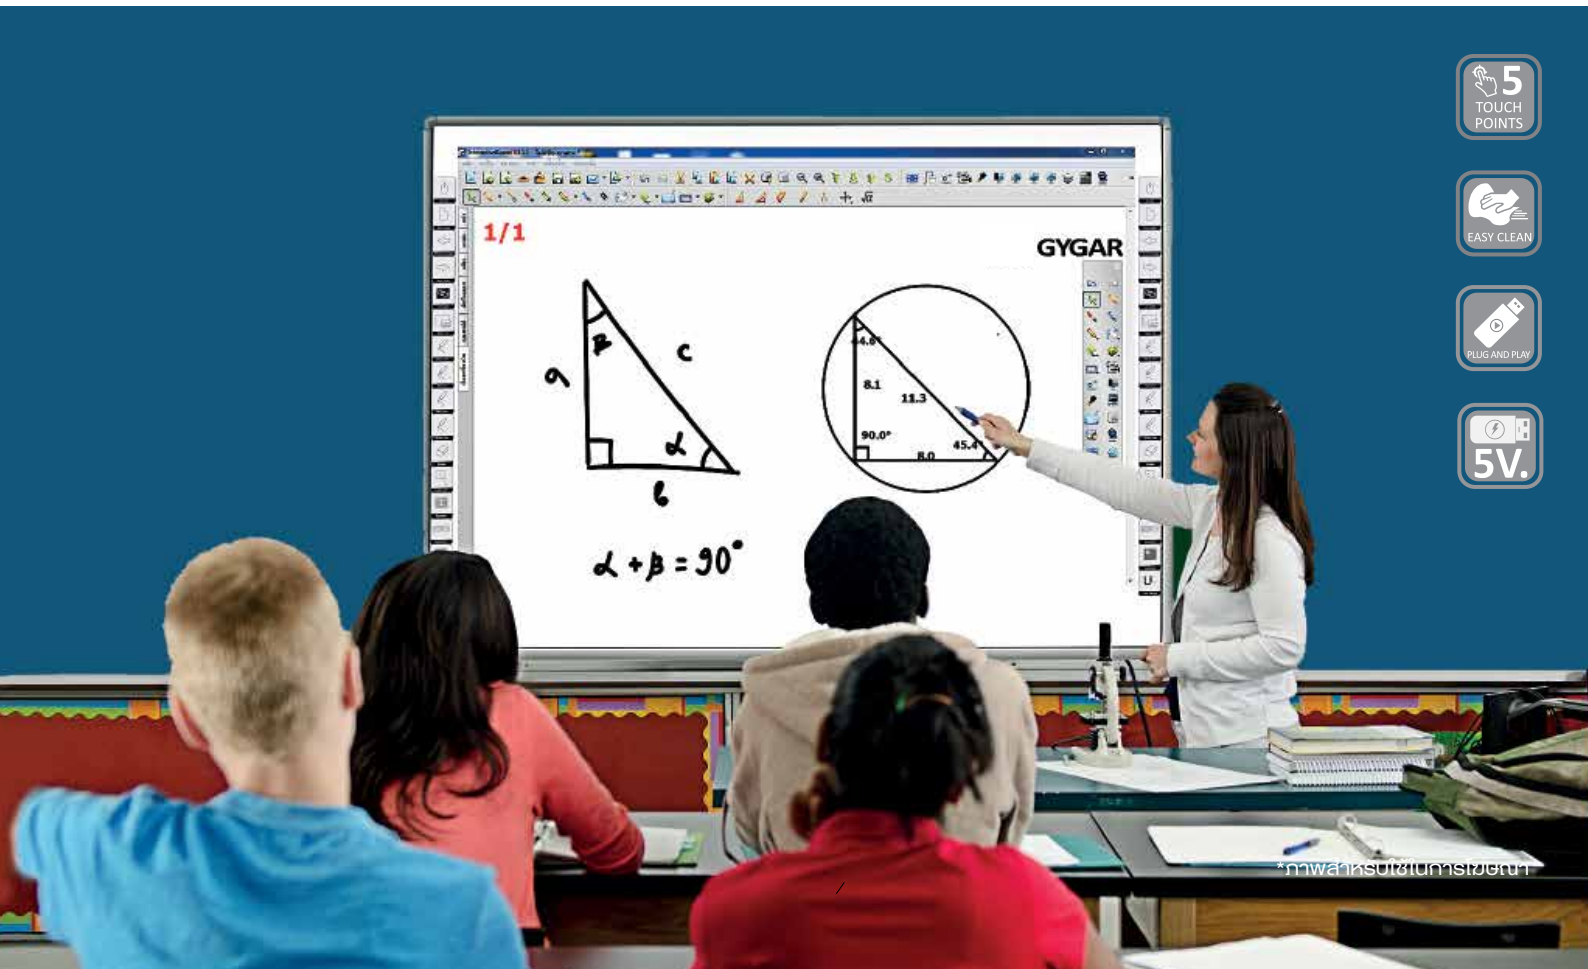 5
TOUCH
POINTS
EASY CLEAN
PLUG AND PLAY
5V.
1/1
GYGAR
β
a
c
α
b
α + β = 90°
44.6°
8.1
11.3
90.0°
45.4°
8.0
*ภาพสำหรับใช้ในการโฆษณา